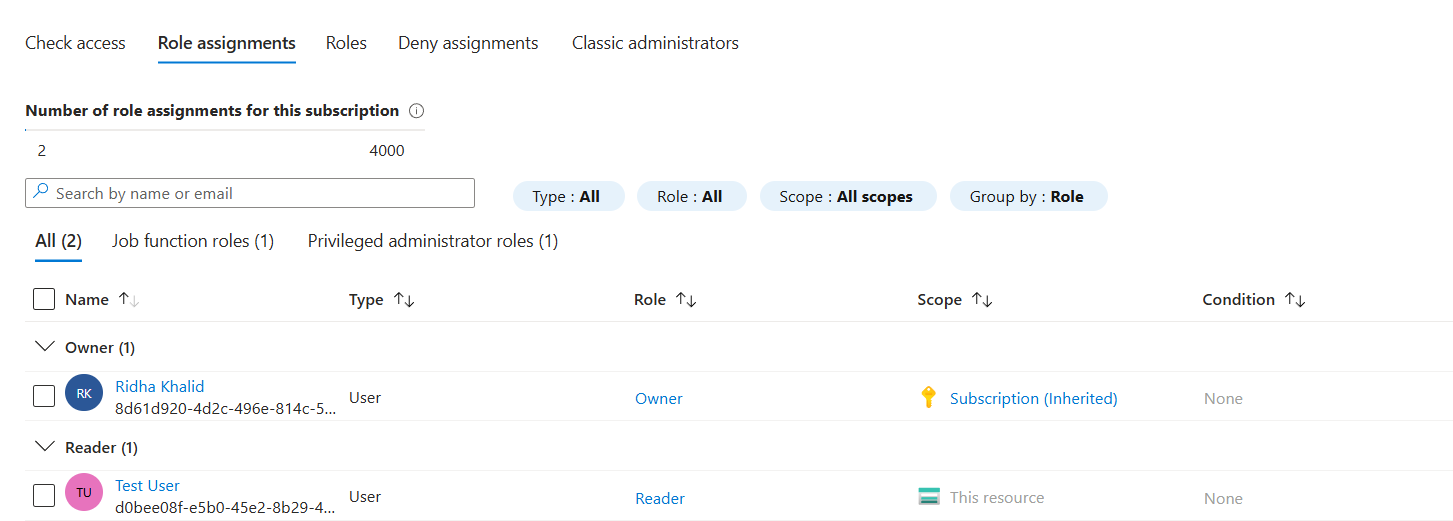 Check access Role assignments Roles Deny assignments Classic administrators
Number of role assignments for this subscription
2 4000
Search by name or email Type : All Role : All Scope : All scopes Group by : Role
All (2) Job function roles (1) Privileged administrator roles (1)
Name Type Role Scope Condition
Owner (1)
RK Ridha Khalid
8d61d920-4d2c-496e-814c-5... User Owner Subscription (Inherited) None
Reader (1)
TU Test User
d0bee08f-e5b0-45e2-8b29-4... User Reader This resource None